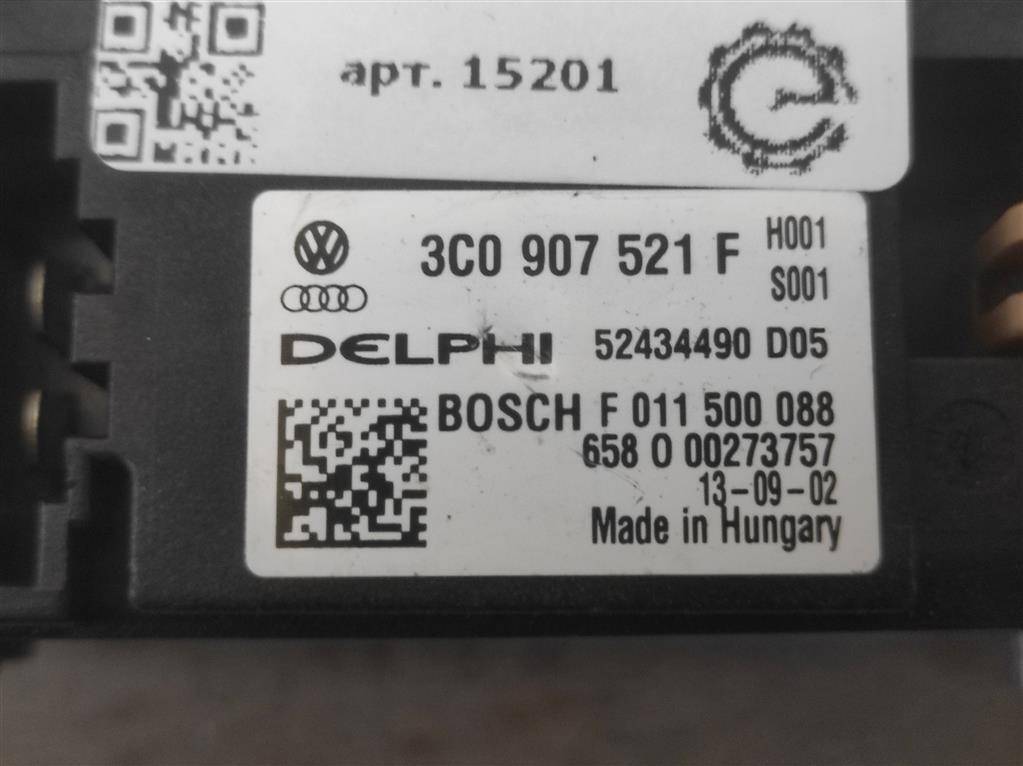 арт. 15201
3C0 907 521 F H001
S001
DELPHI 52434490 D05
BOSCH F 011 500 088
658 0 00273757
13-09-02
Made in Hungary